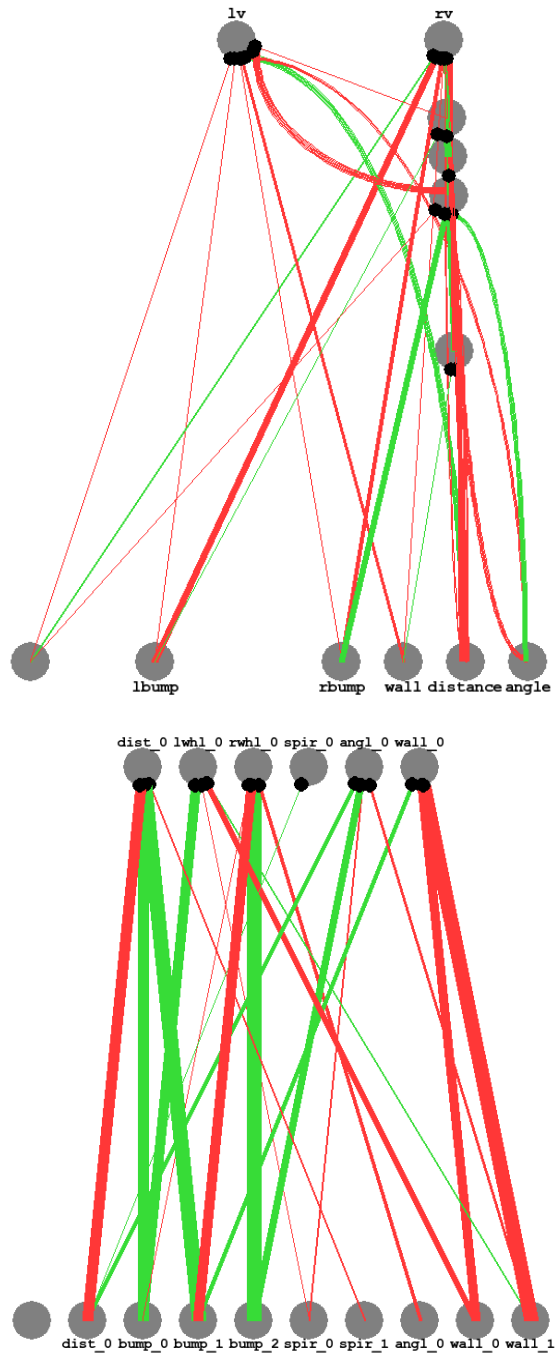 lv rv
lbump rbump wall distance angle
dist_0 lwhl_0 rwhl_0 spir_0 angl_0 wall_0
dist_0 bump_0 bump_1 bump_2 spir_0 spir_1 angl_0 wall_0 wall_1